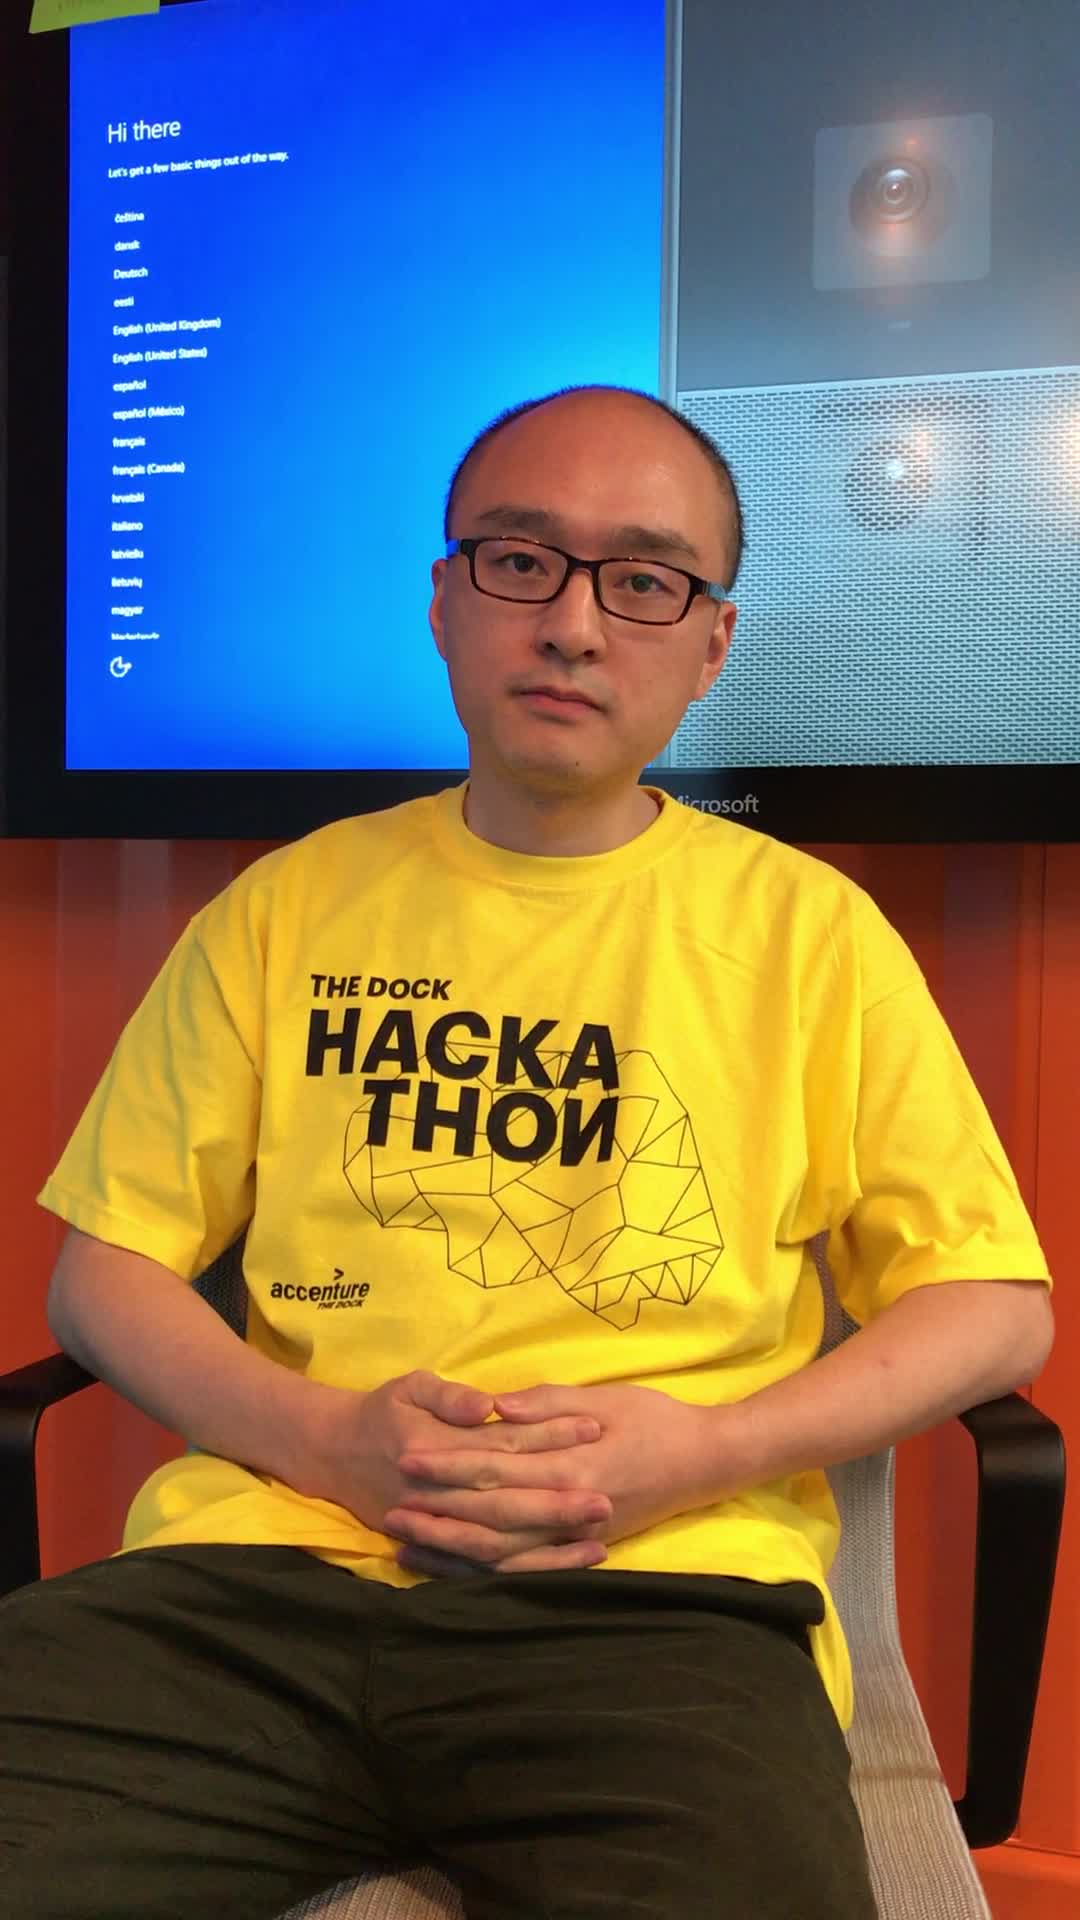 Hi there
Let's get a few basic things out of the way.
čeština
dansk
Deutsch
eesti
English (United Kingdom)
English (United States)
español
español (México)
français
français (Canada)
hrvatski
italiano
latviešu
lietuvių
magyar
Nederlands
Microsoft
THE DOCK
HACKA
THON
accenture
THE DOCK